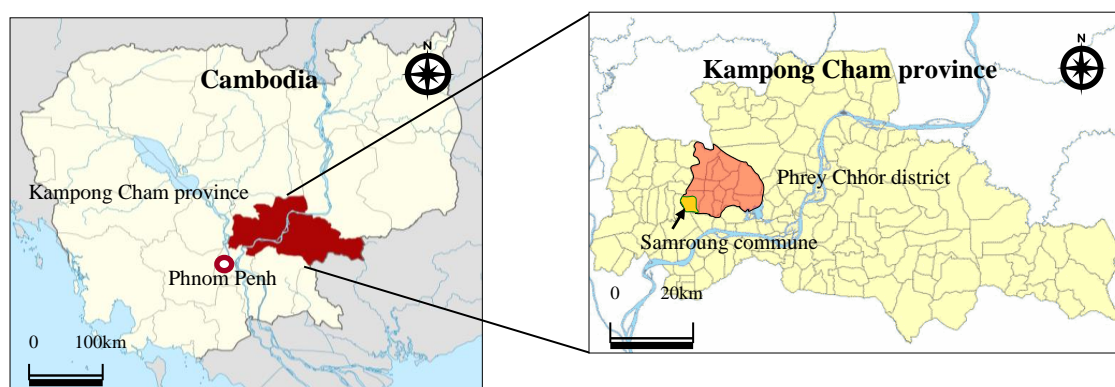 N
Cambodia
Kampong Cham province
Phnom Penh
0 100km
N
Kampong Cham province
Phrey Chhor district
Samroung commune
0 20km